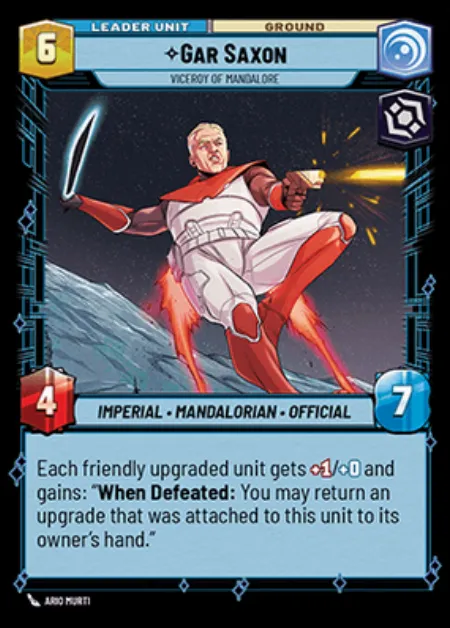 LEADER UNIT
GROUND
6
✧GAR SAXON
VICEROY OF MANDALORE
4
IMPERIAL • MANDALORIAN • OFFICIAL
7
Each friendly upgraded unit gets +1/+0 and
gains: “When Defeated: You may return an
upgrade that was attached to this unit to its
owner’s hand.”
ARIO MURTI